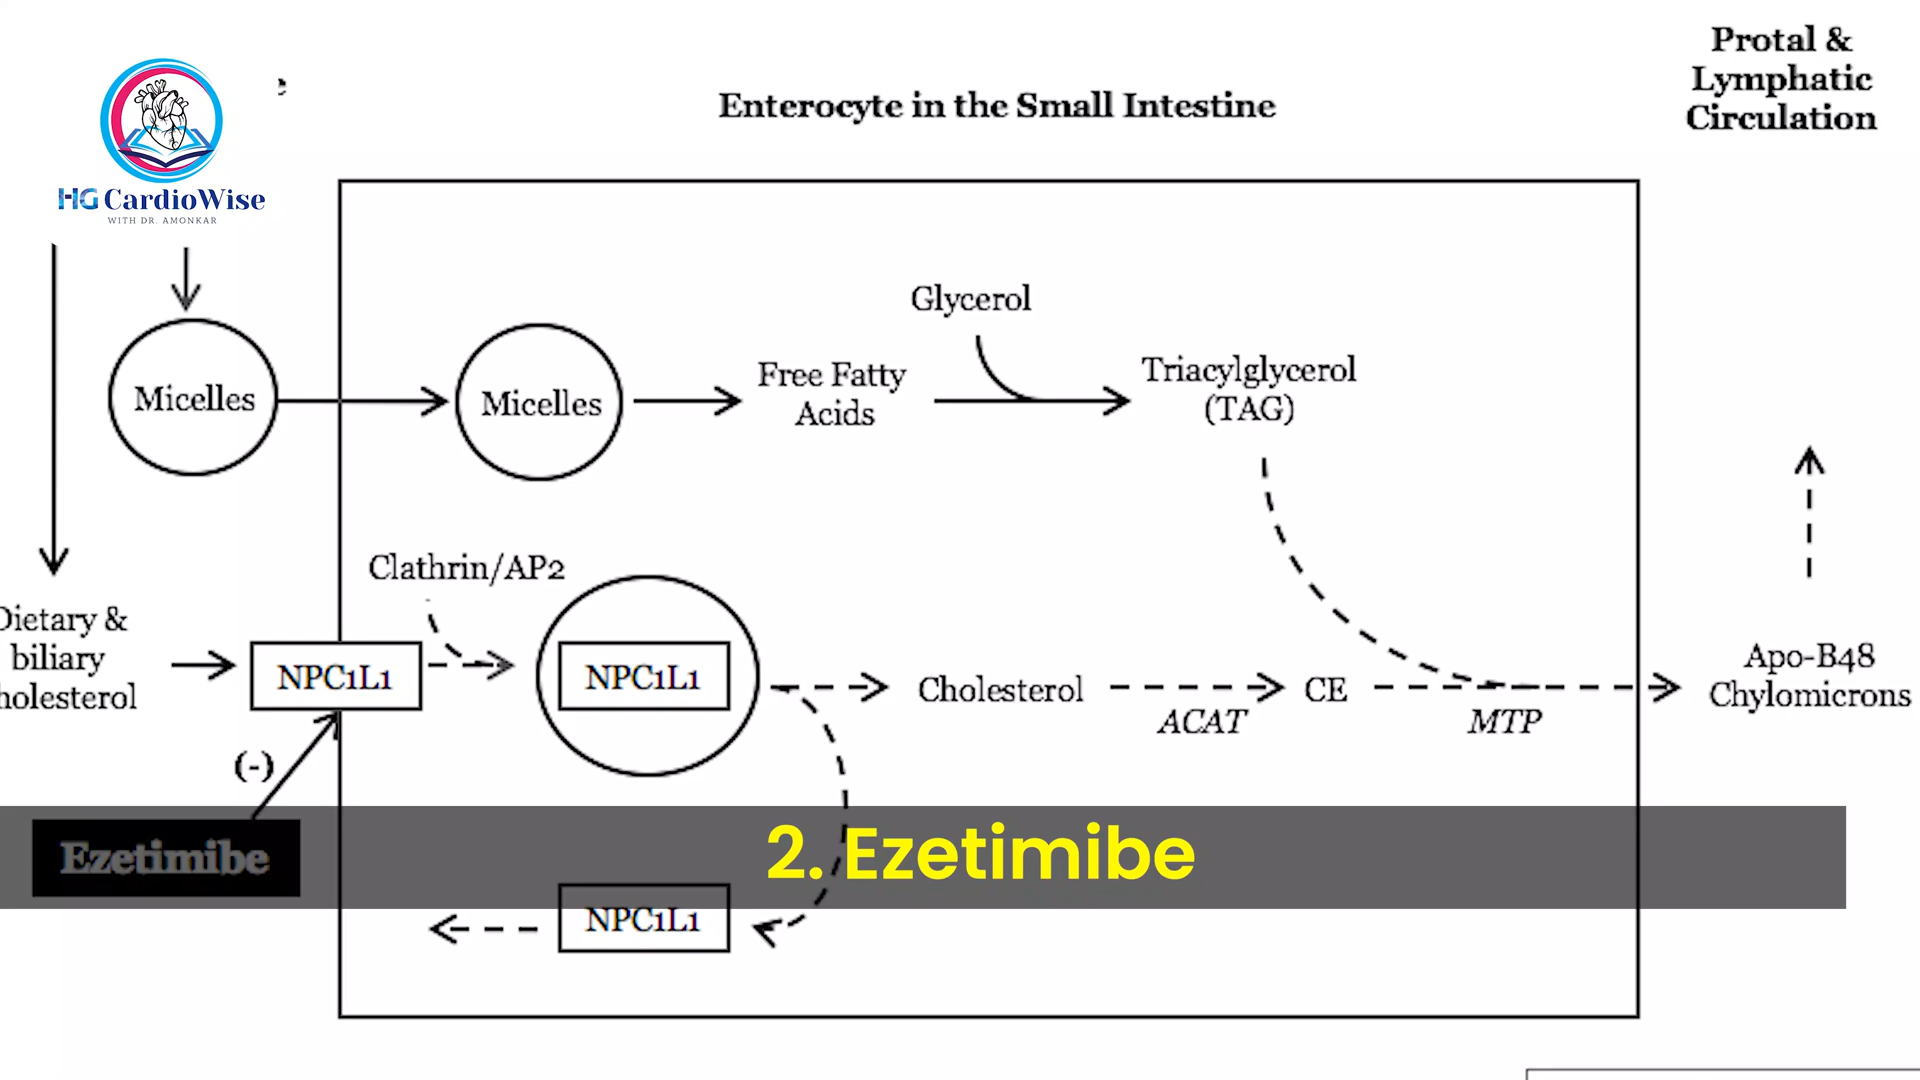 Protal &
Lymphatic
Circulation
Enterocyte in the Small Intestine
HG CardioWise
WITH DR. AMONKAR
Glycerol
Micelles
Micelles
Free Fatty
Acids
Triacylglycerol
(TAG)
Clathrin/AP2
Dietary &
biliary
holesterol
NPC1L1
NPC1L1
Cholesterol
ACAT
CE
MTP
Apo-B48
Chylomicrons
(-)
Ezetimibe
2. Ezetimibe
NPC1L1